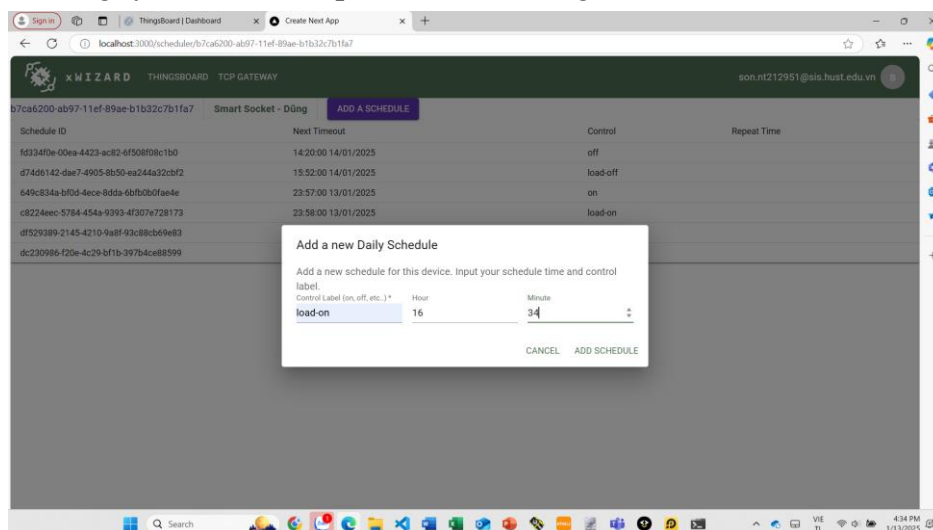 Sign in
ThingsBoard | Dashboard
Create Next App
localhost:3000/scheduler/b7ca6200-ab97-11ef-89ae-b1b32c7b1fa7
xWIZARD THINGSBOARD TCP GATEWAY son.nt212951@sis.hust.edu.vn
b7ca6200-ab97-11ef-89ae-b1b32c7b1fa7 Smart Socket - Dũng ADD A SCHEDULE
Schedule ID Next Timeout Control Repeat Time
fd334f0e-00ea-4423-ac82-6f508f08c1b0 14:20:00 14/01/2025 off
d74d6142-dae7-4905-8b50-ea244a32cbf2 15:52:00 14/01/2025 load-off
649c834a-bf0d-4ece-8dda-6bfb0b0fae4e 23:57:00 13/01/2025 on
c8224eec-5784-454a-9393-4f307e728173 23:58:00 13/01/2025 load-on
df529389-2145-4210-9a8f-93c88cb69e83
dc230986-f20e-4c29-bf1b-397b4ce88599
Add a new Daily Schedule
Add a new schedule for this device. Input your schedule time and control
label.
Control Label (on, off, etc..) * Hour Minute
load-on 16 34
CANCEL ADD SCHEDULE
Search
VIE
4:34 PM
1/13/2025